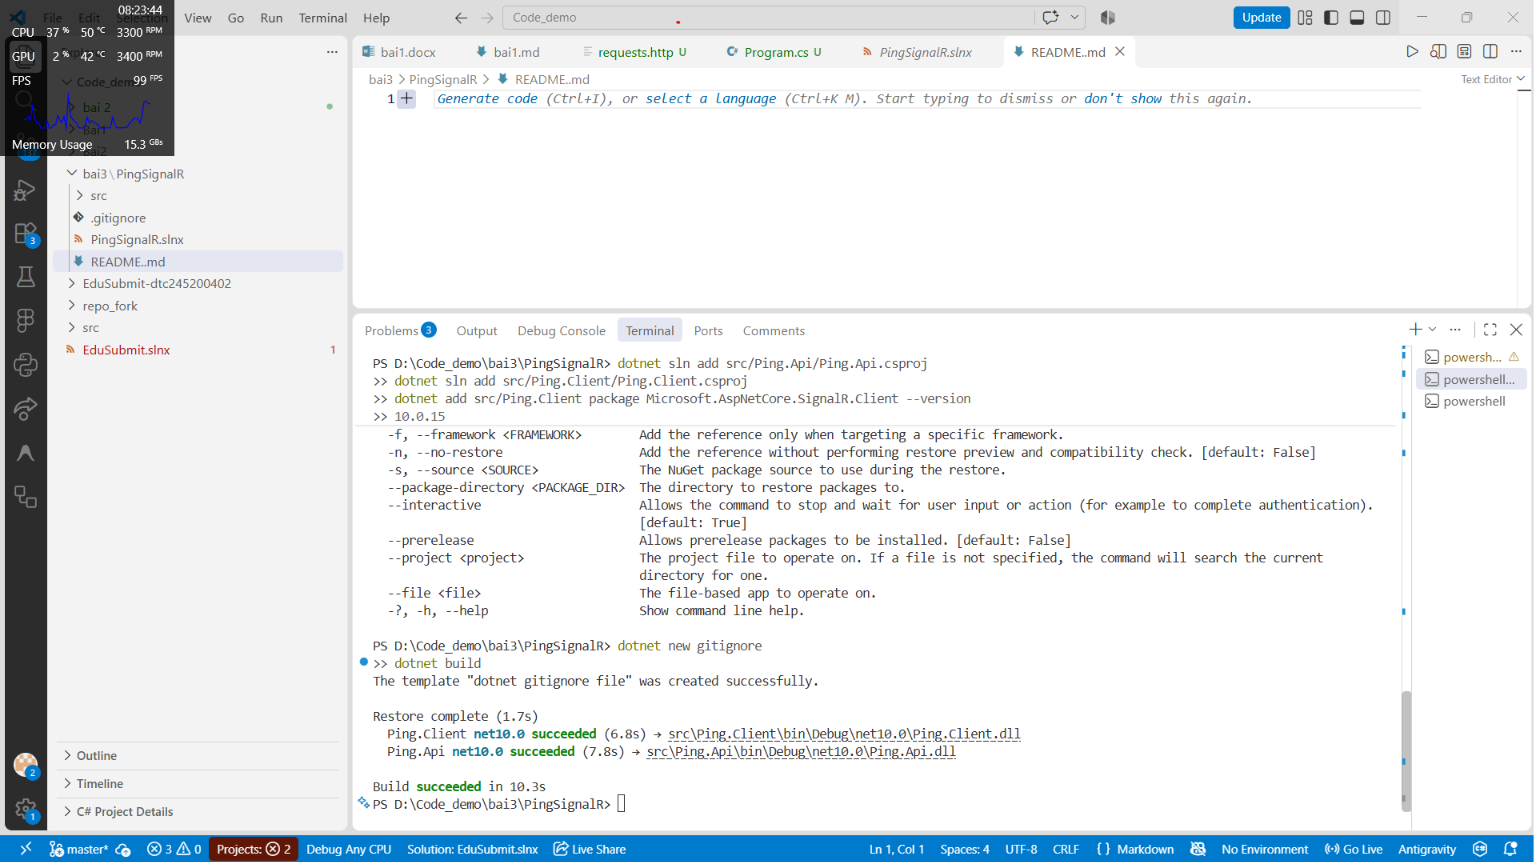 08:23:44
CPU 37 % 50 °C 3300 RPM
GPU 2 % 42 °C 3400 RPM
FPS 99 FPS
Memory Usage 15.3 GBs
File Edit Selection View Go Run Terminal Help
Code_demo
Update
bai 2
Bai1
bai2
bai3 \ PingSignalR
src
.gitignore
PingSignalR.slnx
README..md
EduSubmit-dtc245200402
repo_fork
src
EduSubmit.slnx 1
Outline
Timeline
C# Project Details
3
2
1
bai1.docx bai1.md requests.http U Program.cs U PingSignalR.slnx README..md
bai3 > PingSignalR > README..md
Text Editor
1 Generate code (Ctrl+I), or select a language (Ctrl+K M). Start typing to dismiss or don't show this again.
Problems 3 Output Debug Console Terminal Ports Comments
PS D:\Code_demo\bai3\PingSignalR> dotnet sln add src/Ping.Api/Ping.Api.csproj
>> dotnet sln add src/Ping.Client/Ping.Client.csproj
>> dotnet add src/Ping.Client package Microsoft.AspNetCore.SignalR.Client --version
>> 10.0.15
-f, --framework <FRAMEWORK> Add the reference only when targeting a specific framework.
-n, --no-restore Add the reference without performing restore preview and compatibility check. [default: False]
-s, --source <SOURCE> The NuGet package source to use during the restore.
--package-directory <PACKAGE_DIR> The directory to restore packages to.
--interactive Allows the command to stop and wait for user input or action (for example to complete authentication).
[default: True]
--prerelease Allows prerelease packages to be installed. [default: False]
--project <project> The project file to operate on. If a file is not specified, the command will search the current
directory for one.
--file <file> The file-based app to operate on.
-?, -h, --help Show command line help.
PS D:\Code_demo\bai3\PingSignalR> dotnet new gitignore
>> dotnet build
The template "dotnet gitignore file" was created successfully.
Restore complete (1.7s)
Ping.Client net10.0 succeeded (6.8s) → src\Ping.Client\bin\Debug\net10.0\Ping.Client.dll
Ping.Api net10.0 succeeded (7.8s) → src\Ping.Api\bin\Debug\net10.0\Ping.Api.dll
Build succeeded in 10.3s
PS D:\Code_demo\bai3\PingSignalR>
powersh...
powershell...
powershell
master* 3 0 Projects: 2 Debug Any CPU Solution: EduSubmit.slnx Live Share
Ln 1, Col 1 Spaces: 4 UTF-8 CRLF { } Markdown No Environment Go Live Antigravity